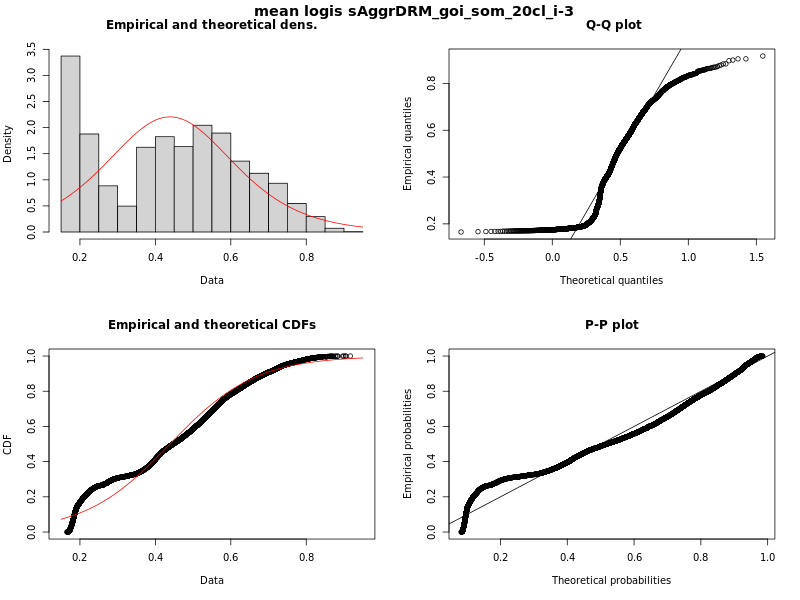 mean logis sAggrDRM_goi_som_20cl_i-3
Empirical and theoretical dens.
Density
0.0 0.5 1.0 1.5 2.0 2.5 3.0 3.5
0.2 0.4 0.6 0.8
Data
Q-Q plot
Empirical quantiles
0.2 0.4 0.6 0.8
-0.5 0.0 0.5 1.0 1.5
Theoretical quantiles
Empirical and theoretical CDFs
CDF
0.0 0.2 0.4 0.6 0.8 1.0
0.2 0.4 0.6 0.8
Data
P-P plot
Empirical probabilities
0.0 0.2 0.4 0.6 0.8 1.0
0.2 0.4 0.6 0.8 1.0
Theoretical probabilities